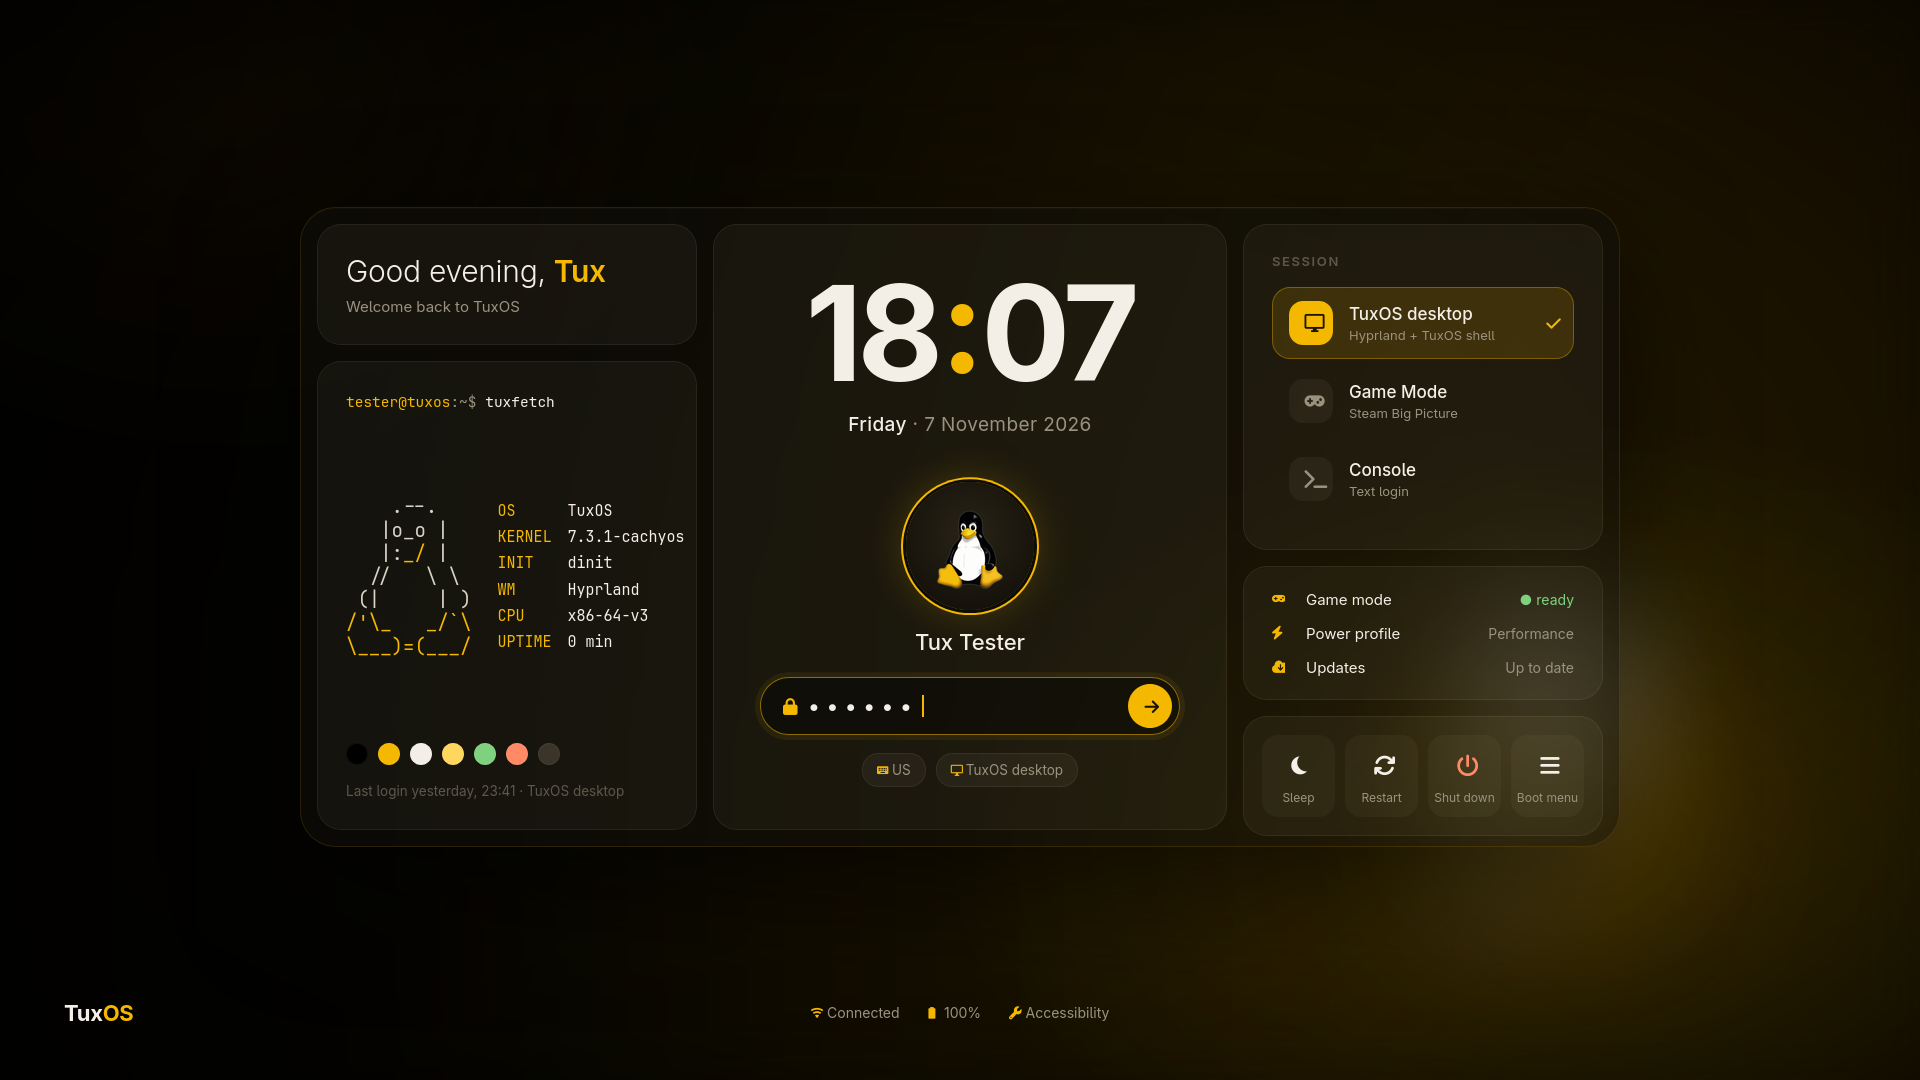 Good evening, Tux
Welcome back to TuxOS
tester@tuxos:~$ tuxfetch
OS TuxOS
KERNEL 7.3.1-cachyos
INIT dinit
WM Hyprland
CPU x86-64-v3
UPTIME 0 min
Last login yesterday, 23:41 · TuxOS desktop
18:07
Friday · 7 November 2026
Tux Tester
US
TuxOS desktop
SESSION
TuxOS desktop
Hyprland + TuxOS shell
Game Mode
Steam Big Picture
Console
Text login
Game mode ready
Power profile Performance
Updates Up to date
Sleep
Restart
Shut down
Boot menu
TuxOS
Connected
100%
Accessibility